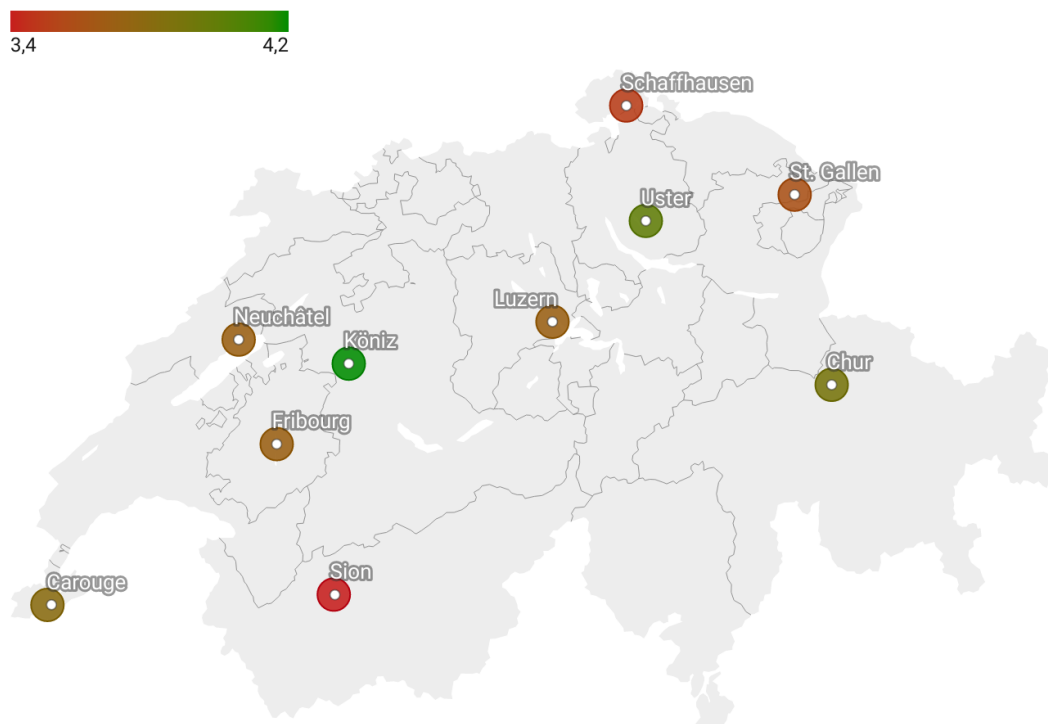 3,4
4,2
Schaffhausen
St. Gallen
Uster
Luzern
Neuchâtel
Köniz
Chur
Fribourg
Sion
Carouge